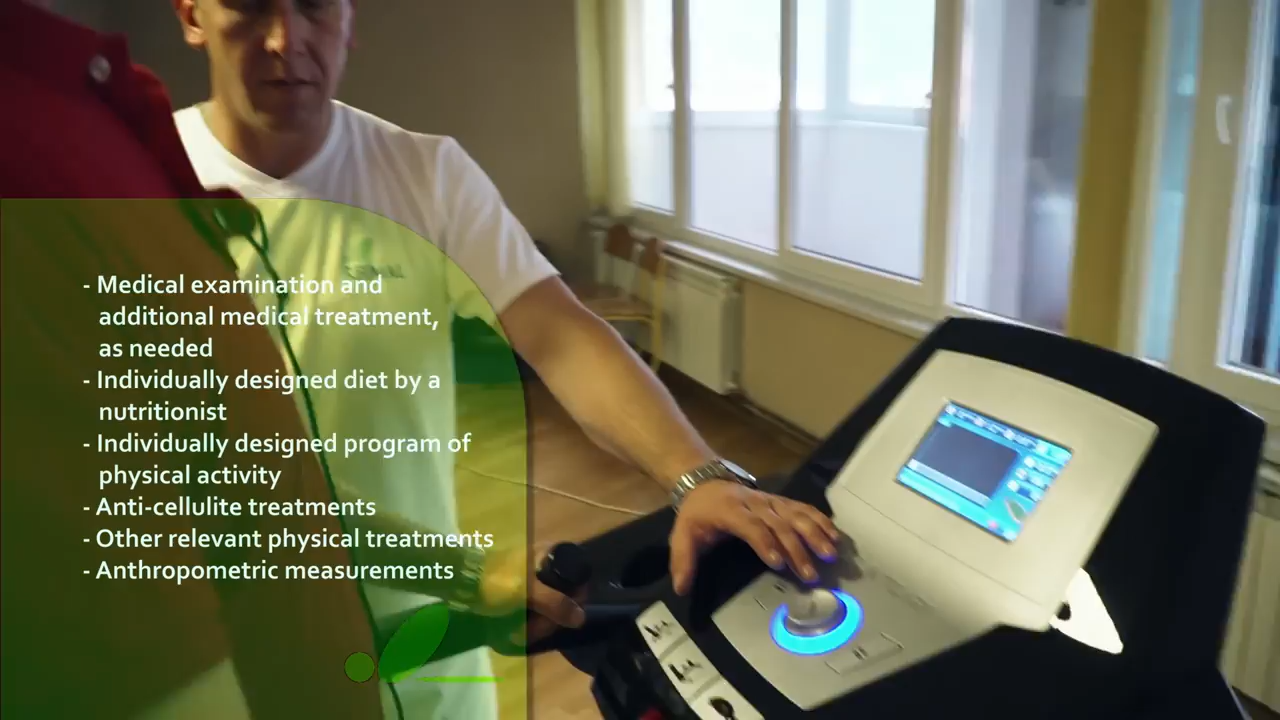 - Medical examination and
additional medical treatment,
as needed
- Individually designed diet by a
nutritionist
- Individually designed program of
physical activity
- Anti-cellulite treatments
- Other relevant physical treatments
- Anthropometric measurements